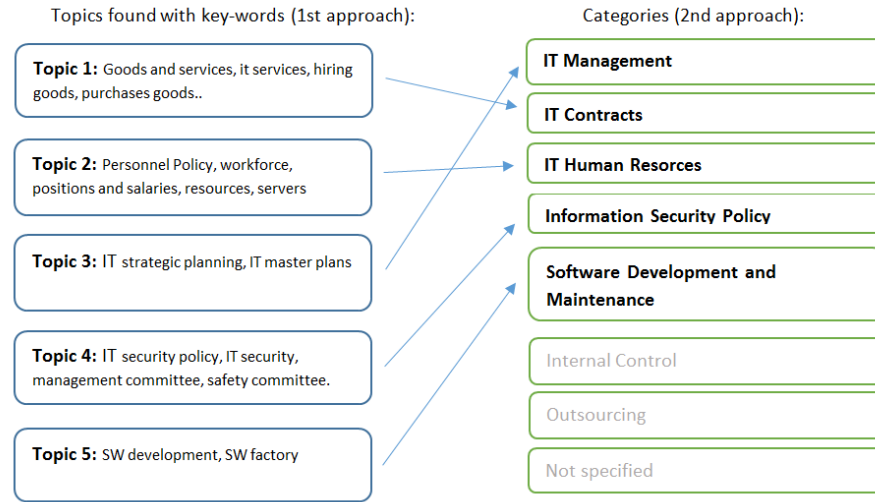 Topics found with key-words (1st approach):
Topic 1: Goods and services, it services, hiring
goods, purchases goods..
Topic 2: Personnel Policy, workforce,
positions and salaries, resources, servers
Topic 3: IT strategic planning, IT master plans
Topic 4: IT security policy, IT security,
management committee, safety committee.
Topic 5: SW development, SW factory
Categories (2nd approach):
IT Management
IT Contracts
IT Human Resorces
Information Security Policy
Software Development and
Maintenance
Internal Control
Outsourcing
Not specified